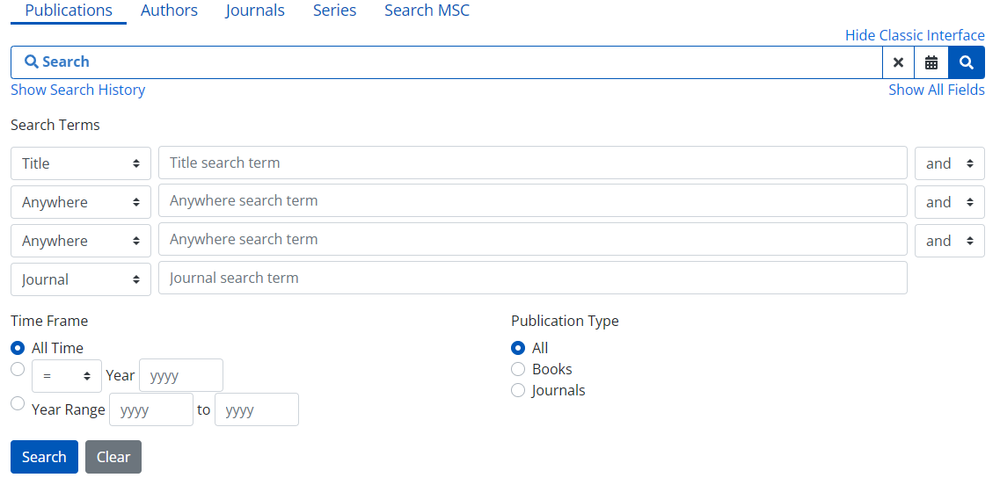 Publications Authors Journals Series Search MSC
Hide Classic Interface
Search
Show Search History Show All Fields
Search Terms
Title Title search term and
Anywhere Anywhere search term and
Anywhere Anywhere search term and
Journal Journal search term
Time Frame Publication Type
All Time All
= Year yyyy Books
Journals
Year Range yyyy to yyyy
Search Clear